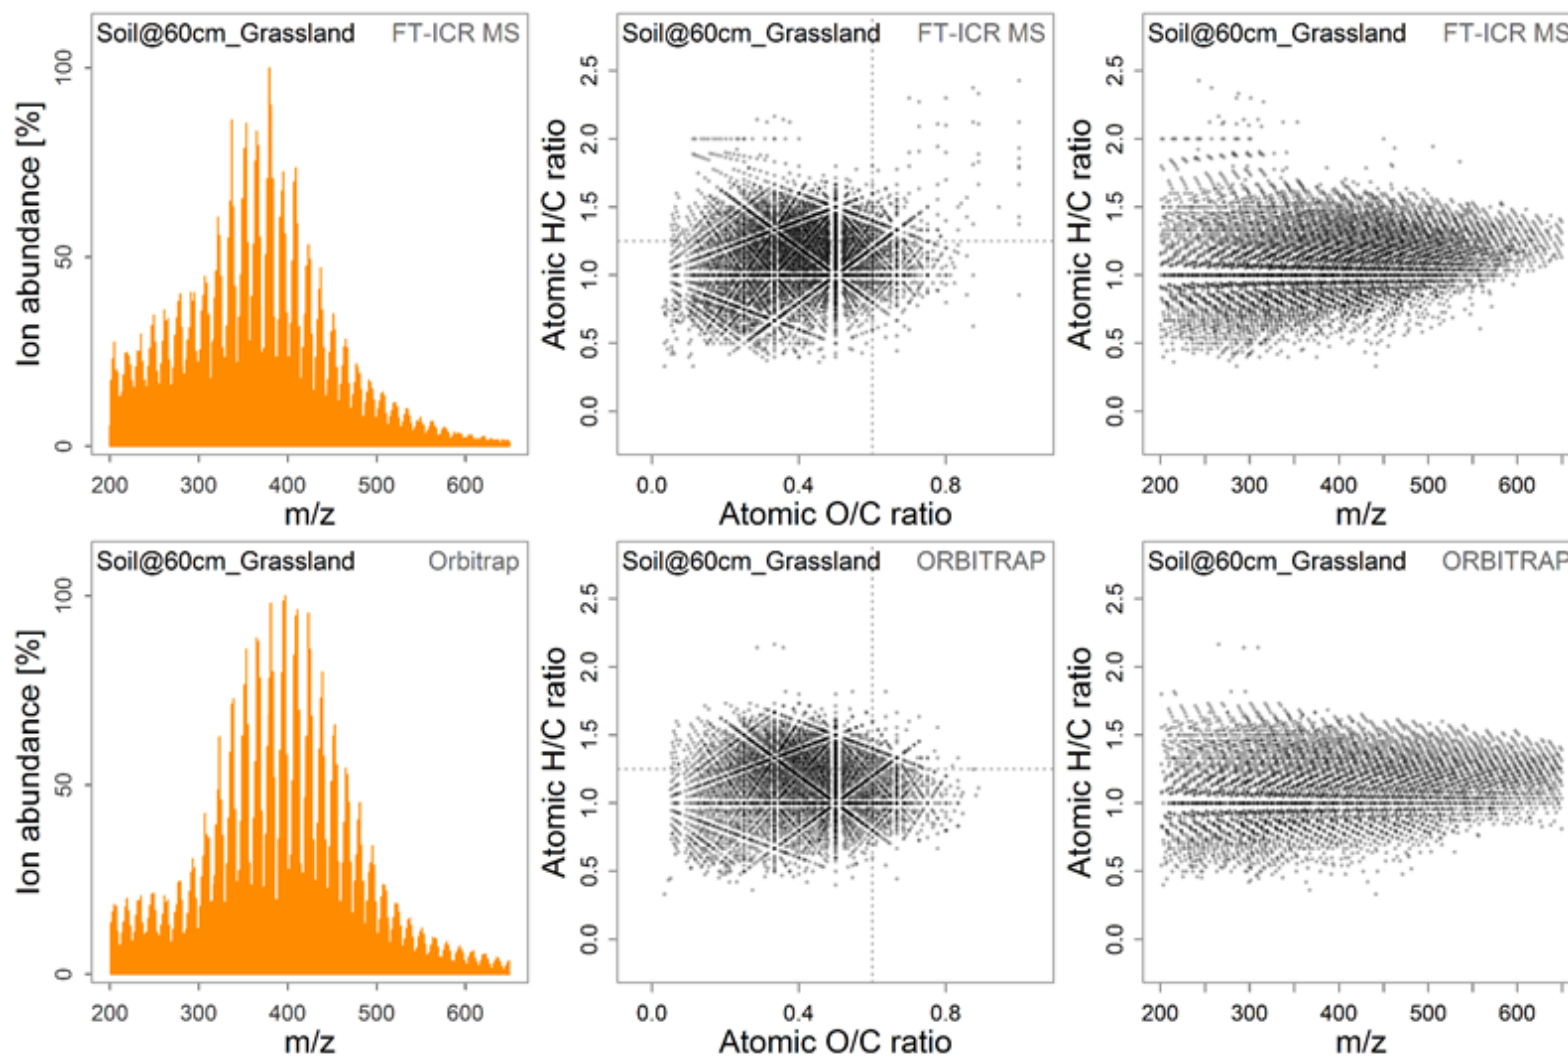 Soil@60cm_Grassland FT-ICR MS
Ion abundance [%]
100
50
0
200 300 400 500 600
m/z
Soil@60cm_Grassland FT-ICR MS
Atomic H/C ratio
2.5
2.0
1.5
1.0
0.5
0.0
0.0 0.4 0.8
Atomic O/C ratio
Soil@60cm_Grassland FT-ICR MS
Atomic H/C ratio
2.5
2.0
1.5
1.0
0.5
0.0
200 300 400 500 600
m/z
Soil@60cm_Grassland Orbitrap
Ion abundance [%]
100
50
0
200 300 400 500 600
m/z
Soil@60cm_Grassland ORBITRAP
Atomic H/C ratio
2.5
2.0
1.5
1.0
0.5
0.0
0.0 0.4 0.8
Atomic O/C ratio
Soil@60cm_Grassland ORBITRAP
Atomic H/C ratio
2.5
2.0
1.5
1.0
0.5
0.0
200 300 400 500 600
m/z